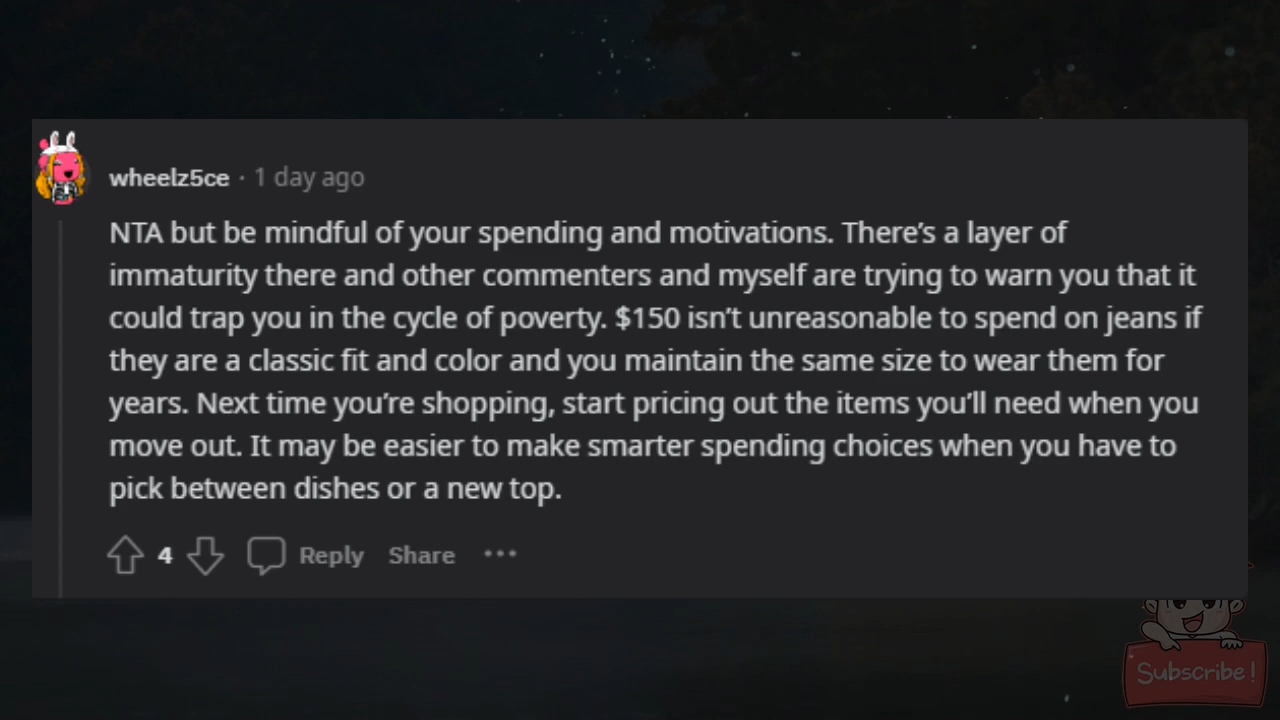 wheelz5ce · 1 day ago
NTA but be mindful of your spending and motivations. There’s a layer of
immaturity there and other commenters and myself are trying to warn you that it
could trap you in the cycle of poverty. $150 isn’t unreasonable to spend on jeans if
they are a classic fit and color and you maintain the same size to wear them for
years. Next time you’re shopping, start pricing out the items you’ll need when you
move out. It may be easier to make smarter spending choices when you have to
pick between dishes or a new top.
4 Reply Share ···
Subscribe!